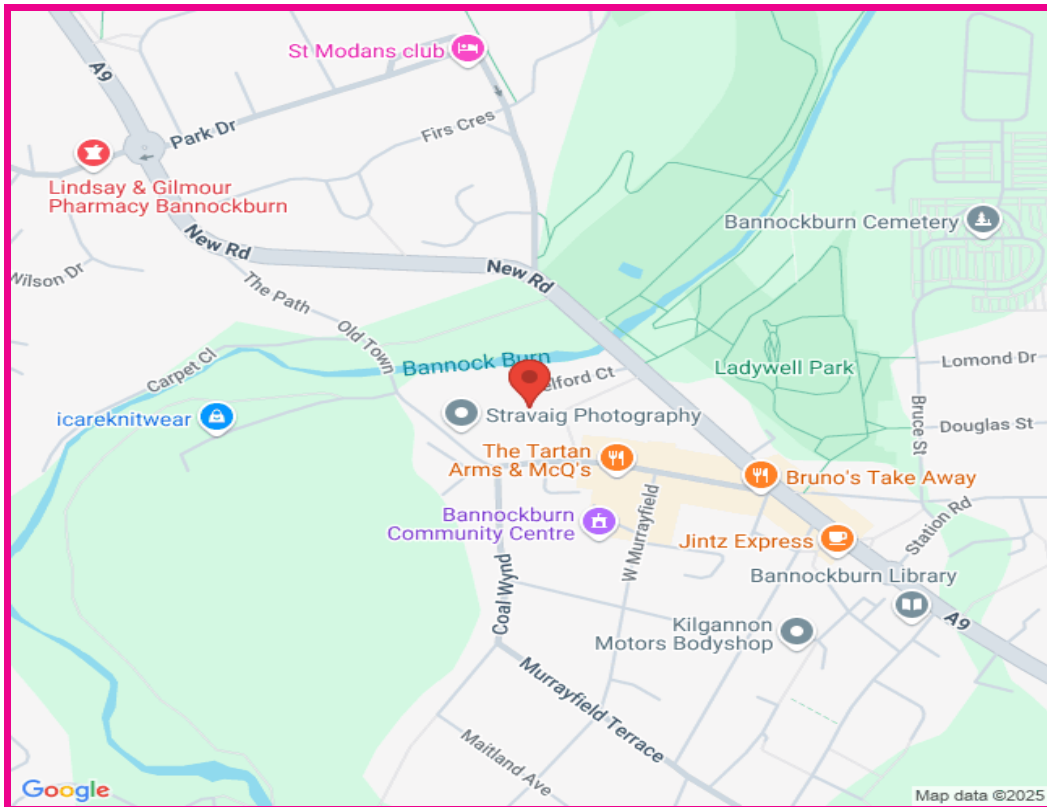 St Modans club
A9
Park Dr
Firs Cres
Lindsay & Gilmour
Pharmacy Bannockburn
Bannockburn Cemetery
New Rd
New Rd
Wilson Dr
The Path
Old Town
Bannock Burn
Carpet Cl
elford Ct
Ladywell Park
Lomond Dr
icareknitwear
Stravaig Photography
Bruce St
Douglas St
The Tartan
Arms & McQ's
Bruno's Take Away
Bannockburn
Community Centre
W Murrayfield
Jintz Express
Station Rd
Coal Wynd
Bannockburn Library
A9
Kilgannon
Motors Bodyshop
Murrayfield Terrace
Maitland Ave
Google
Map data ©2025